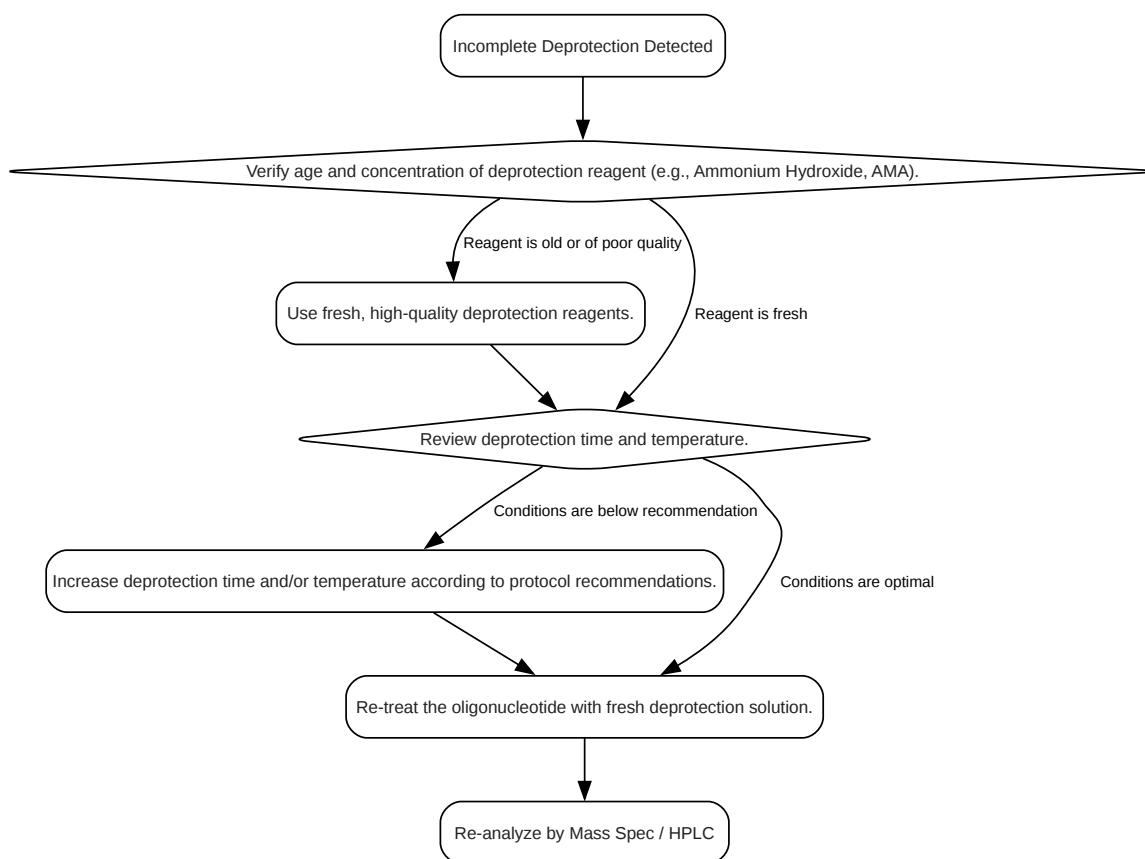 Incomplete Deprotection Detected
Verify age and concentration of deprotection reagent (e.g., Ammonium Hydroxide, AMA).
Reagent is old or of poor quality
Use fresh, high-quality deprotection reagents.
Reagent is fresh
Review deprotection time and temperature.
Conditions are below recommendation
Increase deprotection time and/or temperature according to protocol recommendations.
Conditions are optimal
Re-treat the oligonucleotide with fresh deprotection solution.
Re-analyze by Mass Spec / HPLC